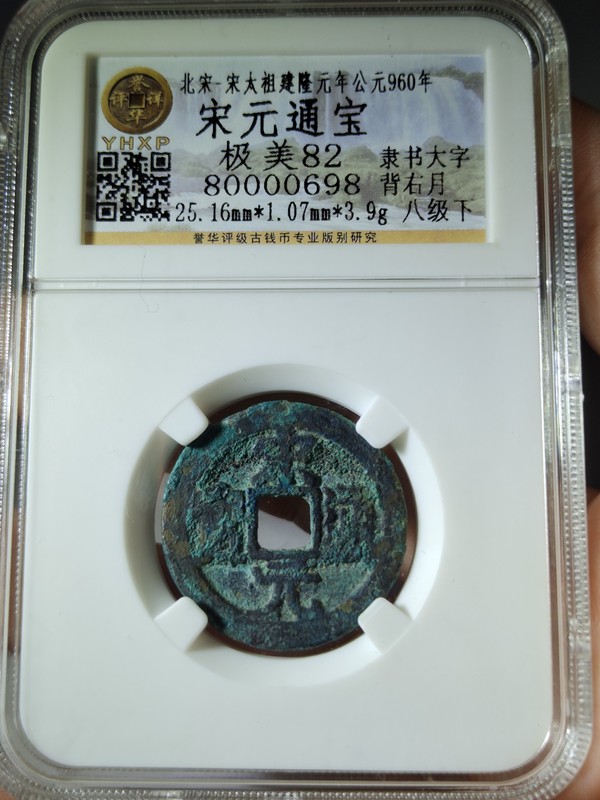 北宋-宋太祖建隆元年公元960年
宋元通宝
极美82 隶书大字
80000698 背右月
25.16mm*1.07mm*3.9g 八级下
誉华评级古钱币专业版别研究
YHXP
宋
元